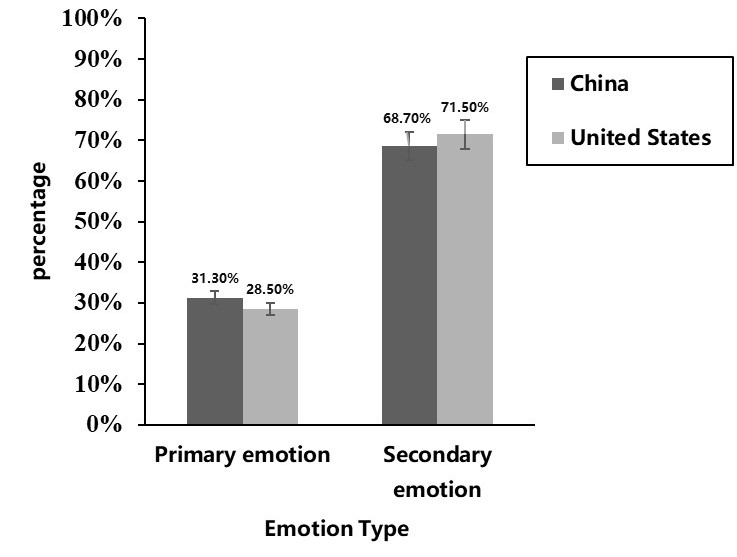 100%
90%
80%
70%
60%
50%
40%
30%
20%
10%
0%
percentage
31.30%
28.50%
68.70%
71.50%
Primary emotion
Secondary
emotion
Emotion Type
China
United States